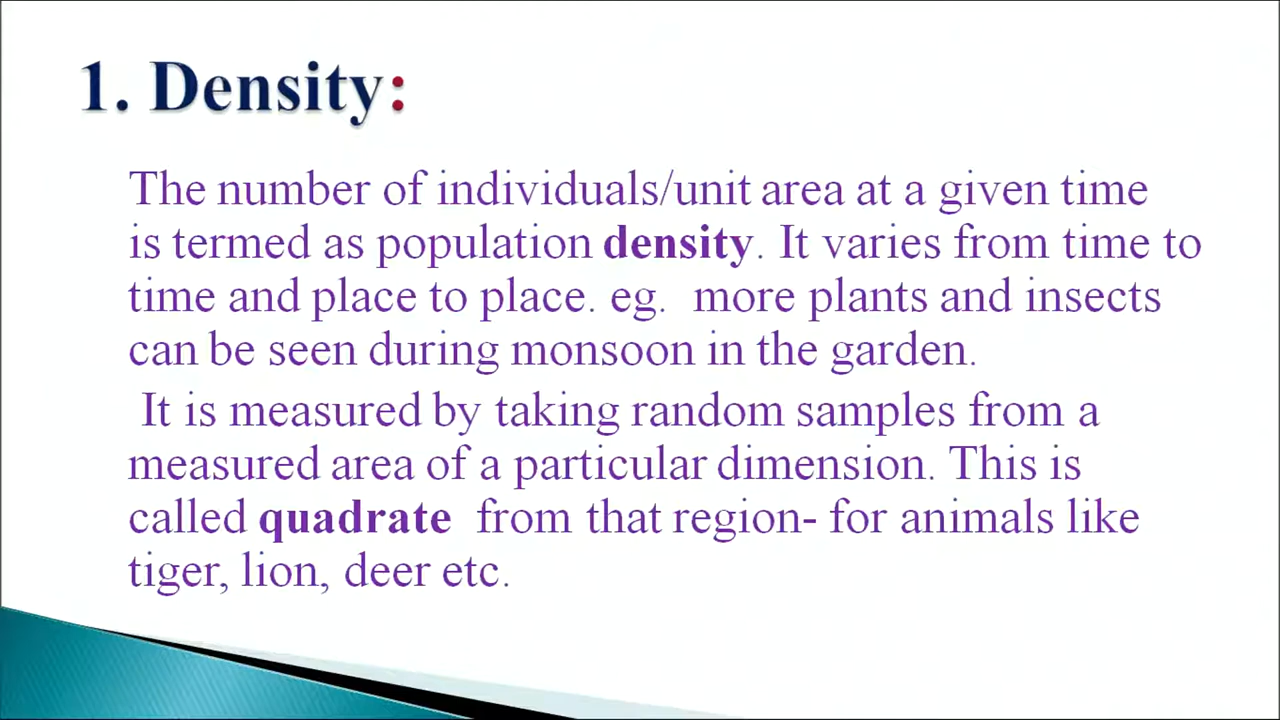 1. Density:
The number of individuals/unit area at a given time
is termed as population density. It varies from time to
time and place to place. eg.  more plants and insects
can be seen during monsoon in the garden.
It is measured by taking random samples from a
measured area of a particular dimension. This is
called quadrate  from that region- for animals like
tiger, lion, deer etc.